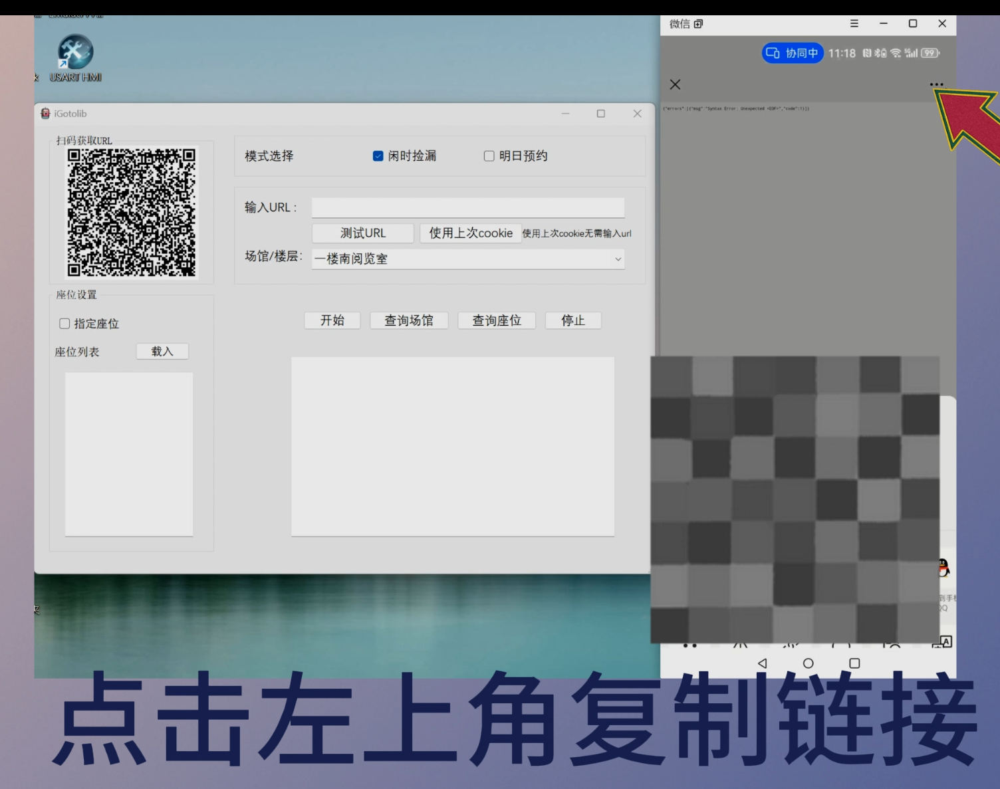 微信
协同中 11:18 5G 99
USART HMI
iGotolib
{"errors":[{"msg":"Syntax Error: Unexpected <EOF>","code":1}]}
扫码获取URL
模式选择 闲时捡漏 明日预约
输入URL：
测试URL 使用上次cookie 使用上次cookie无需输入url
场馆/楼层： 一楼南阅览室
座位设置
指定座位
开始 查询场馆 查询座位 停止
座位列表 载入
到手机
QQ
A
点击左上角复制链接